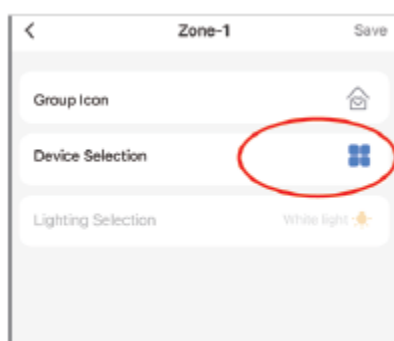 Zone-1 Save
Group Icon
Device Selection
Lighting Selection White light